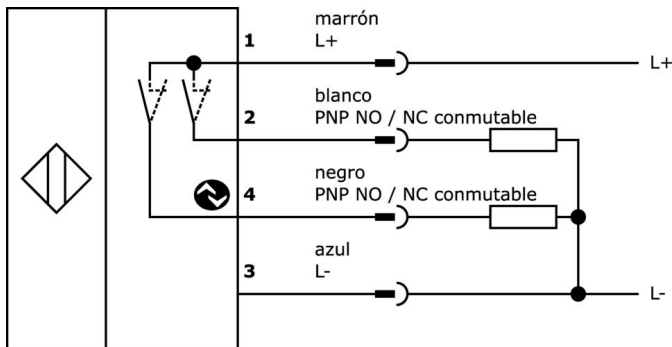 marrón
1 L+
L+
blanco
2 PNP NO / NC conmutable
negro
4 PNP NO / NC conmutable
azul
3 L-
L-